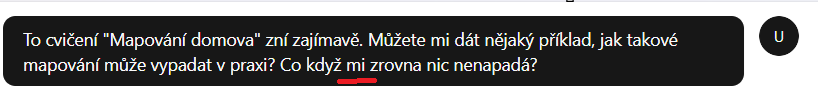 To cvičení "Mapování domova" zní zajímavě. Můžete mi dát nějaký příklad, jak takové
mapování může vypadat v praxi? Co když mi zrovna nic nenapadá?
U